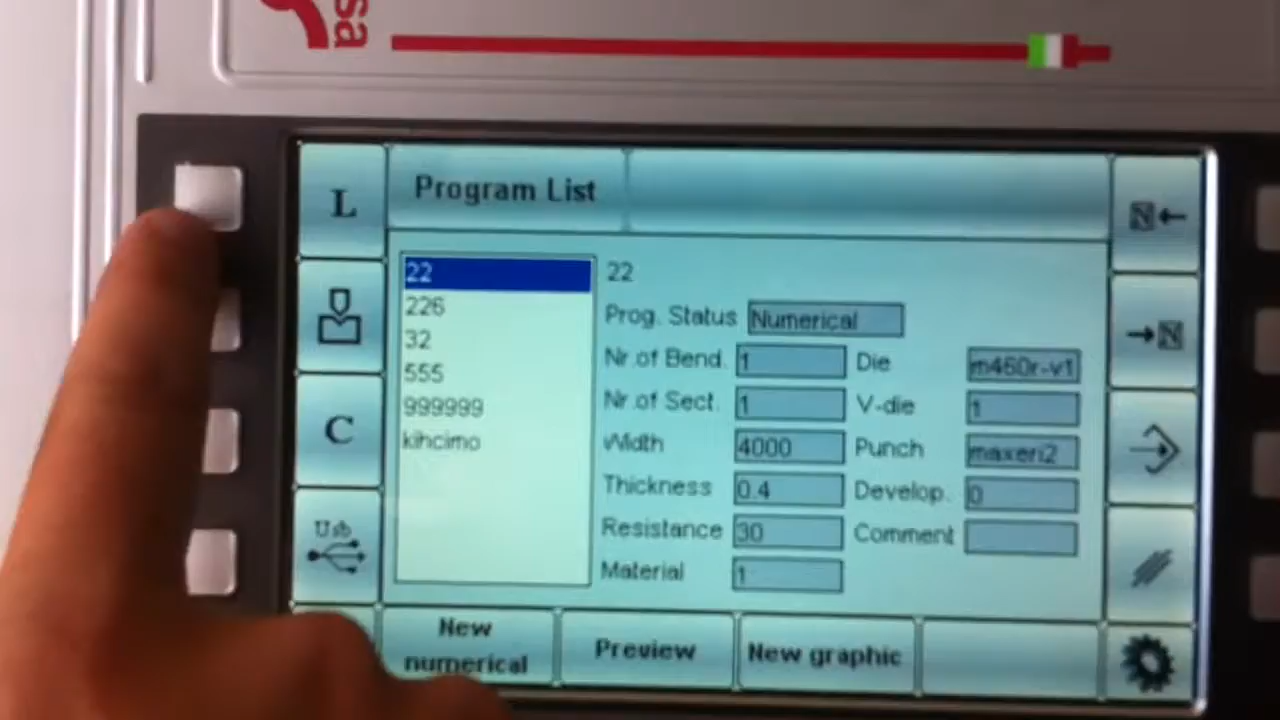 sa
L
Program List
N
22
226
32
555
999999
kihcimo
22
Prog. Status Numerical
Nr.of Bend. 1 Die m460r-v1
Nr.of Sect. 1 V-die 1
Width 4000 Punch maxeri2
Thickness 0.4 Develop. 0
Resistance 30 Comment
Material 1
N
C
Usb
New
numerical
Preview
New graphic